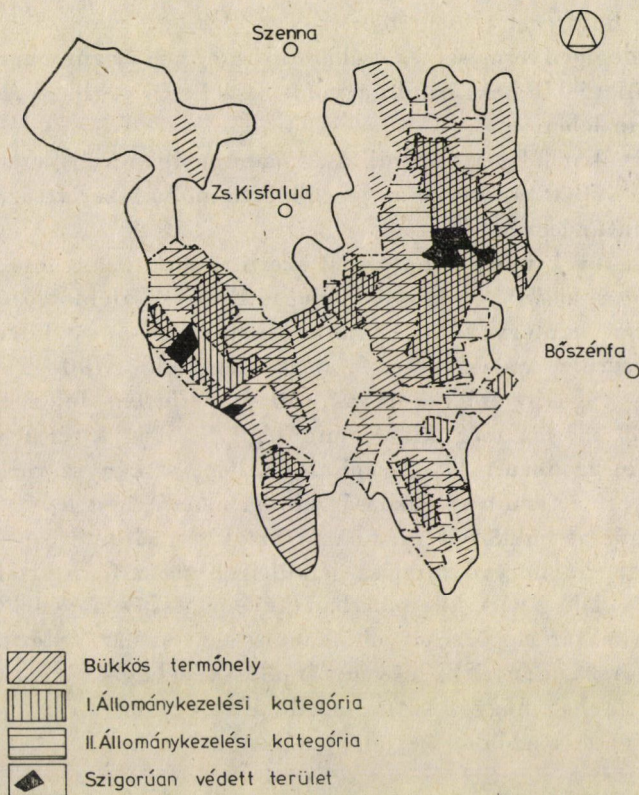 Szenna
Zs. Kisfalud
Bőszénfa
Bükkös termőhely
I. Állománykezelési kategória
II. Állománykezelési kategória
Szigorúan védett terület